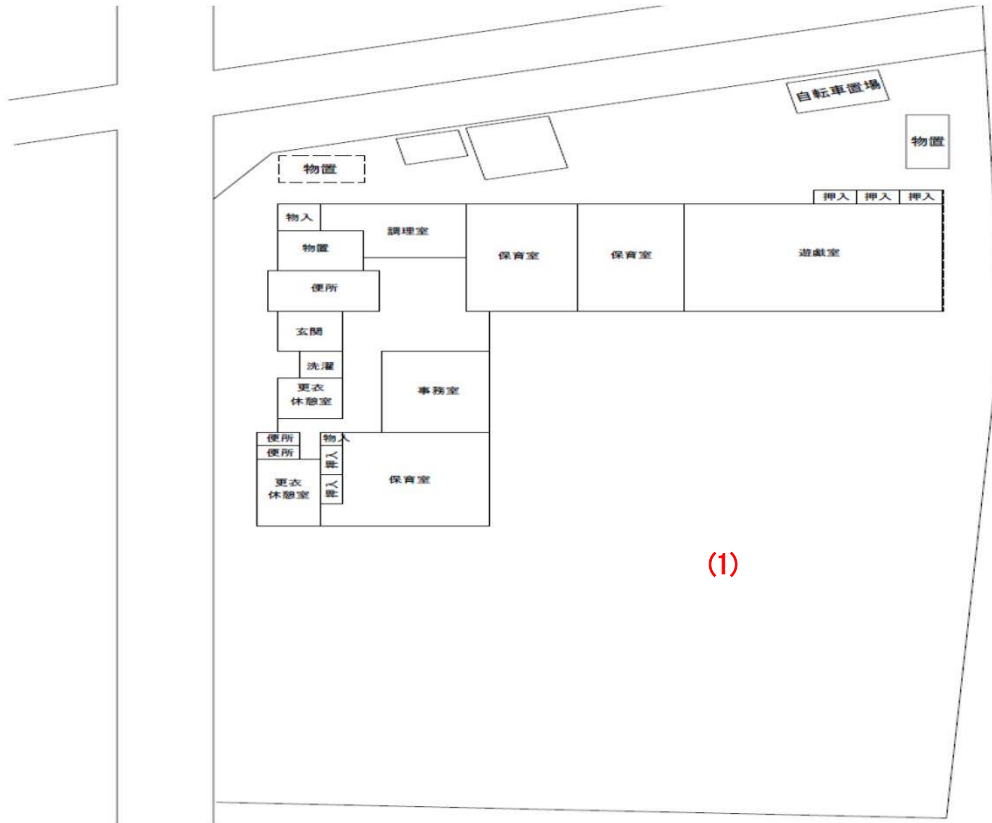 自転車置場
物置
物置
押入
押入
押入
物入
調理室
保育室
保育室
遊戯室
物置
便所
玄関
洗濯
更衣
休憩室
事務室
便所
便所
物入
押入
押入
更衣
休憩室
保育室
(1)